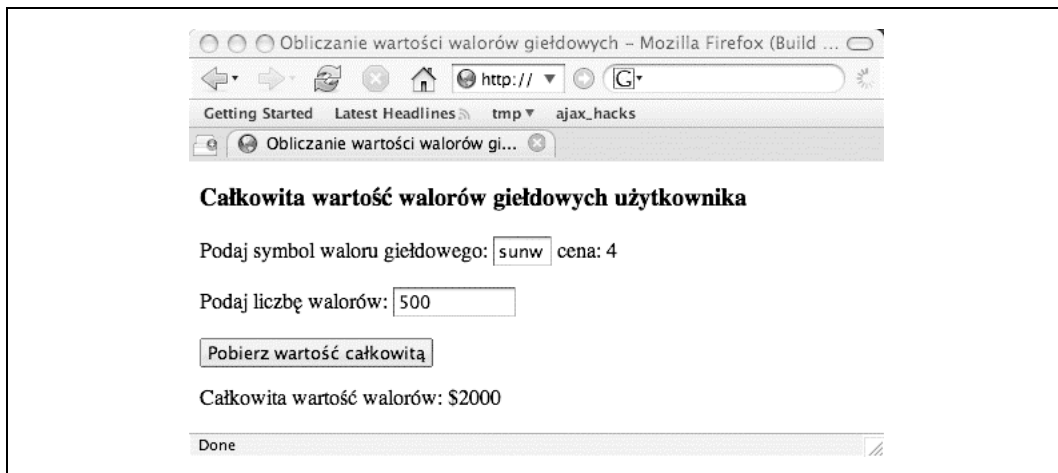 Obliczanie wartości walorów giełdowych – Mozilla Firefox (Build ...
http:// G
Getting Started Latest Headlines tmp ajax_hacks
Obliczanie wartości walorów gi...
Całkowita wartość walorów giełdowych użytkownika
Podaj symbol waloru giełdowego: sunw cena: 4
Podaj liczbę walorów: 500
Pobierz wartość całkowitą
Całkowita wartość walorów: $2000
Done